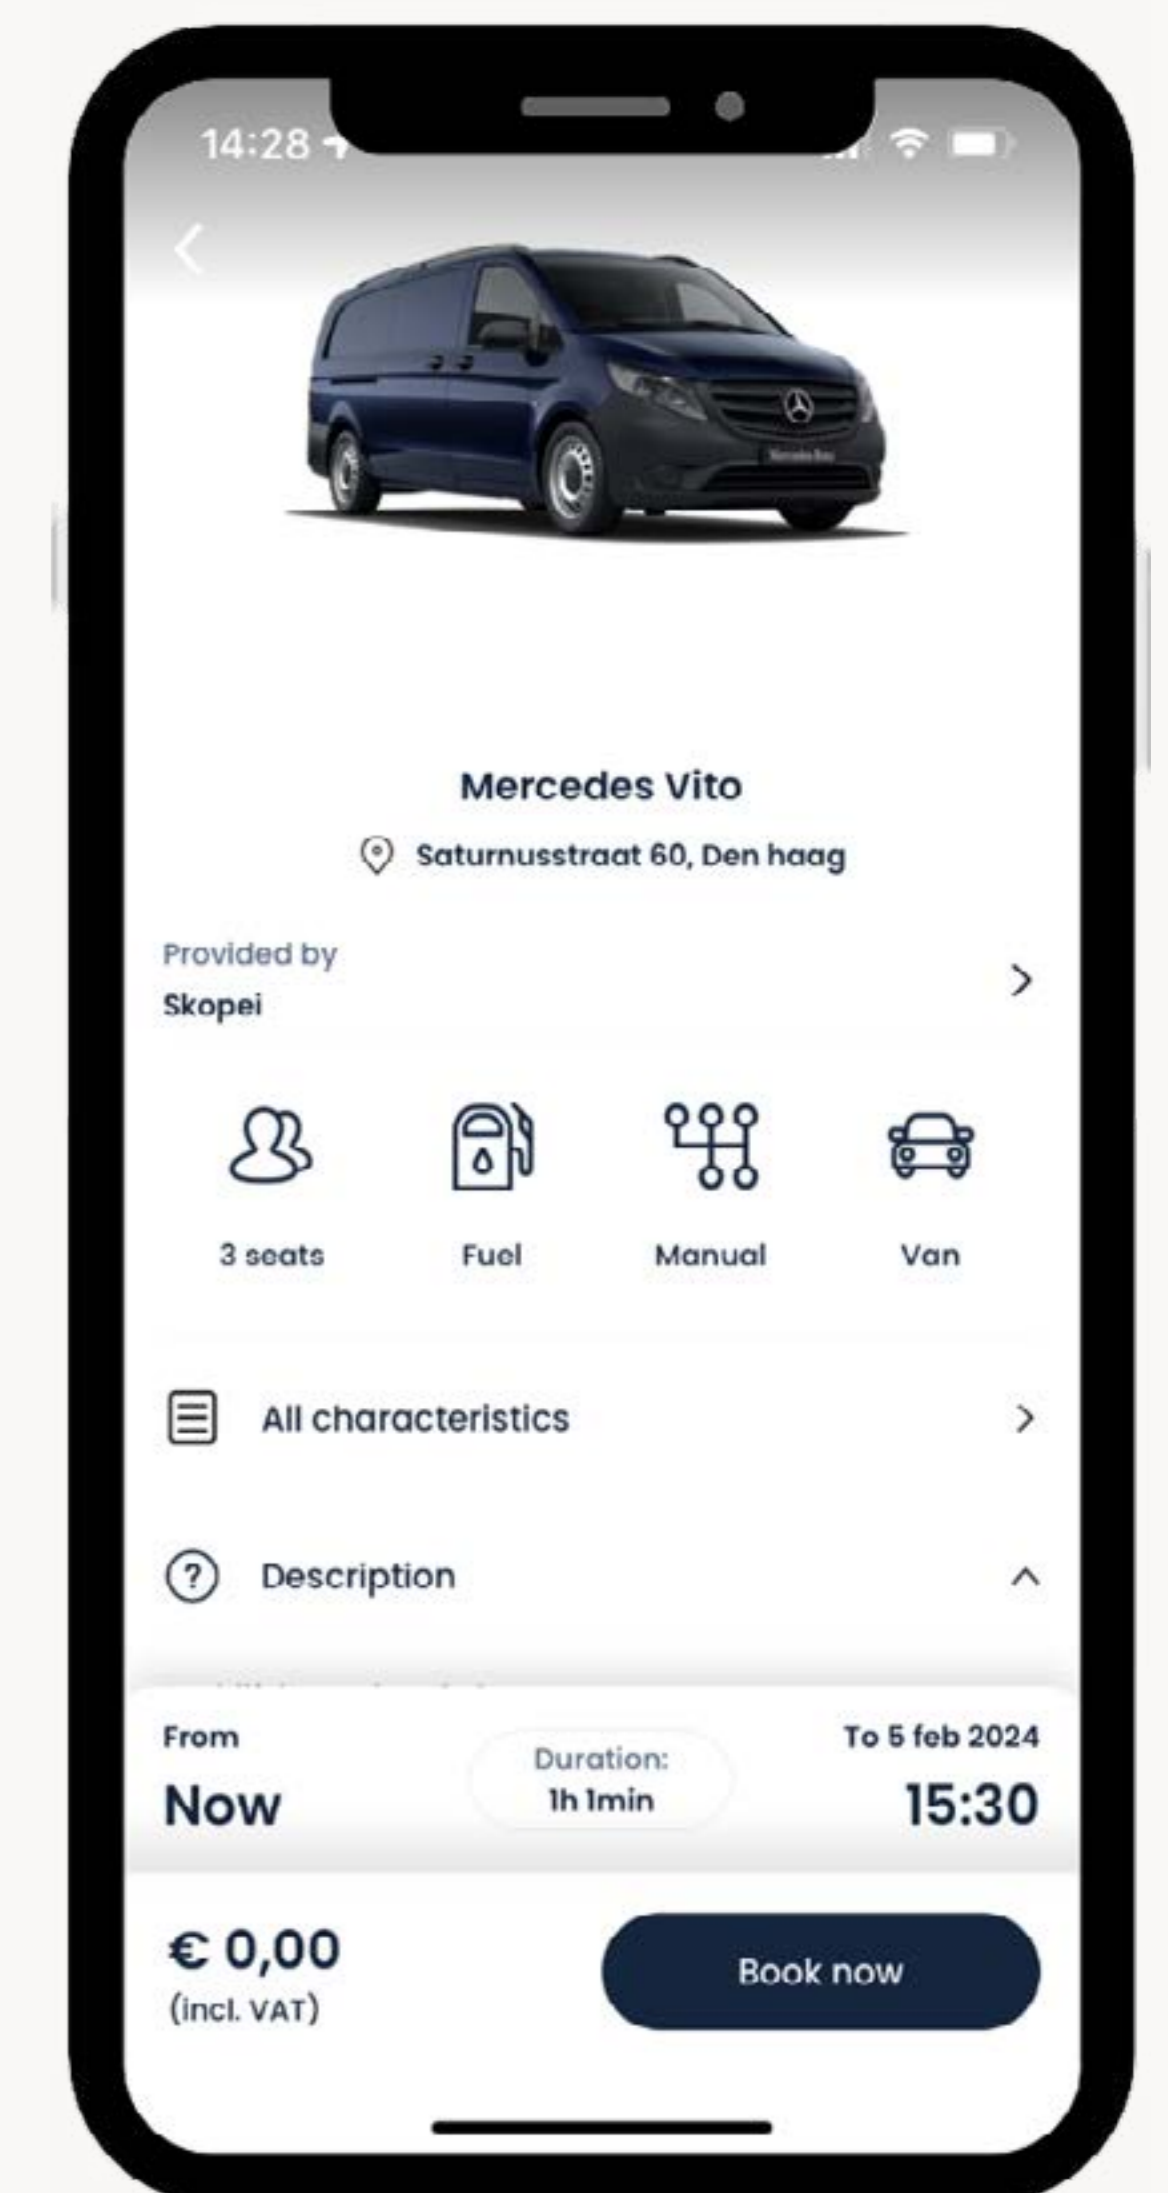 14:28
Mercedes Vito
Saturnusstraat 60, Den haag
Provided by
Skopei
3 seats
Fuel
Manual
Van
All characteristics
Description
From
To 5 feb 2024
Duration:
Now
1h 1min
15:30
€ 0,00
Book now
(incl. VAT)